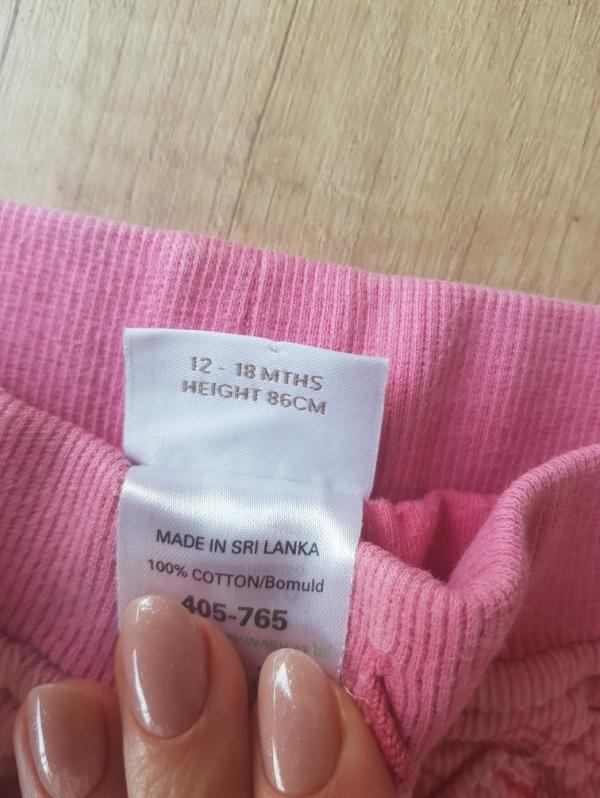 12 - 18 MTHS
HEIGHT 86CM
MADE IN SRI LANKA
100% COTTON/Bomuld
405-765